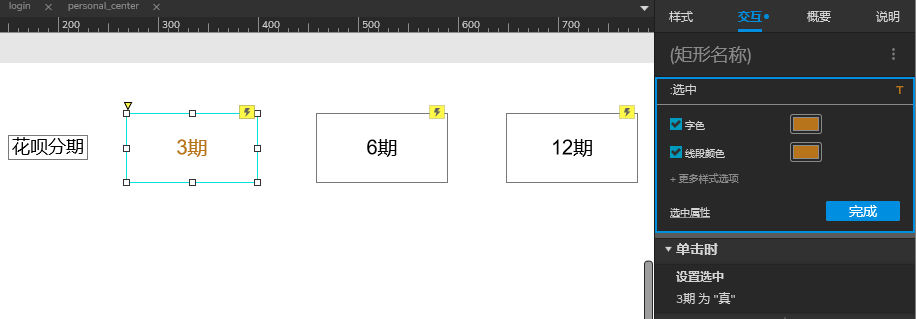 login × personal_center ×
200 300 400 500 600 700
花呗分期
3期
6期
12期
样式 交互 概要 说明
(矩形名称)
:选中 T
字色
线段颜色
+ 更多样式选项
选中属性 完成
单击时
设置选中
3期 为 "真"